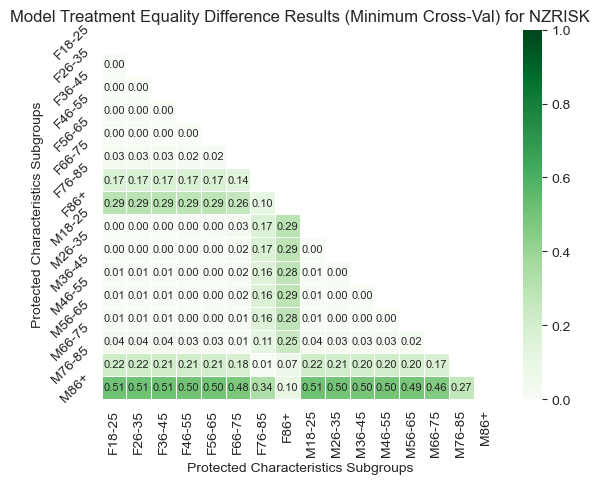 Model Treatment Equality Difference Results (Minimum Cross-Val) for NZRISK
F18-25
F26-35
0.00
F36-45
0.00 0.00
F46-55
0.00 0.00 0.00
F56-65
0.00 0.00 0.00 0.00
F66-75
0.03 0.03 0.03 0.02 0.02
F76-85
0.17 0.17 0.17 0.17 0.17 0.14
F86+
0.29 0.29 0.29 0.29 0.29 0.26 0.10
M18-25
0.00 0.00 0.00 0.00 0.00 0.03 0.17 0.29
M26-35
0.00 0.00 0.00 0.00 0.00 0.02 0.17 0.29 0.00
M36-45
0.01 0.01 0.01 0.00 0.00 0.02 0.16 0.28 0.01 0.00
M46-55
0.01 0.01 0.01 0.00 0.00 0.02 0.16 0.29 0.01 0.00 0.00
M56-65
0.01 0.01 0.01 0.01 0.00 0.02 0.16 0.28 0.01 0.01 0.00 0.00
M66-75
0.04 0.04 0.04 0.03 0.03 0.01 0.11 0.25 0.04 0.03 0.03 0.03 0.02
M76-85
0.22 0.22 0.21 0.21 0.21 0.18 0.01 0.07 0.22 0.21 0.20 0.20 0.20 0.17
M86+
0.51 0.51 0.51 0.50 0.50 0.48 0.34 0.10 0.51 0.50 0.50 0.50 0.49 0.46 0.27
Protected Characteristics Subgroups
F18-25
F26-35
F36-45
F46-55
F56-65
F66-75
F76-85
F86+
M18-25
M26-35
M36-45
M46-55
M56-65
M66-75
M76-85
M86+
Protected Characteristics Subgroups
1.0
0.8
0.6
0.4
0.2
0.0